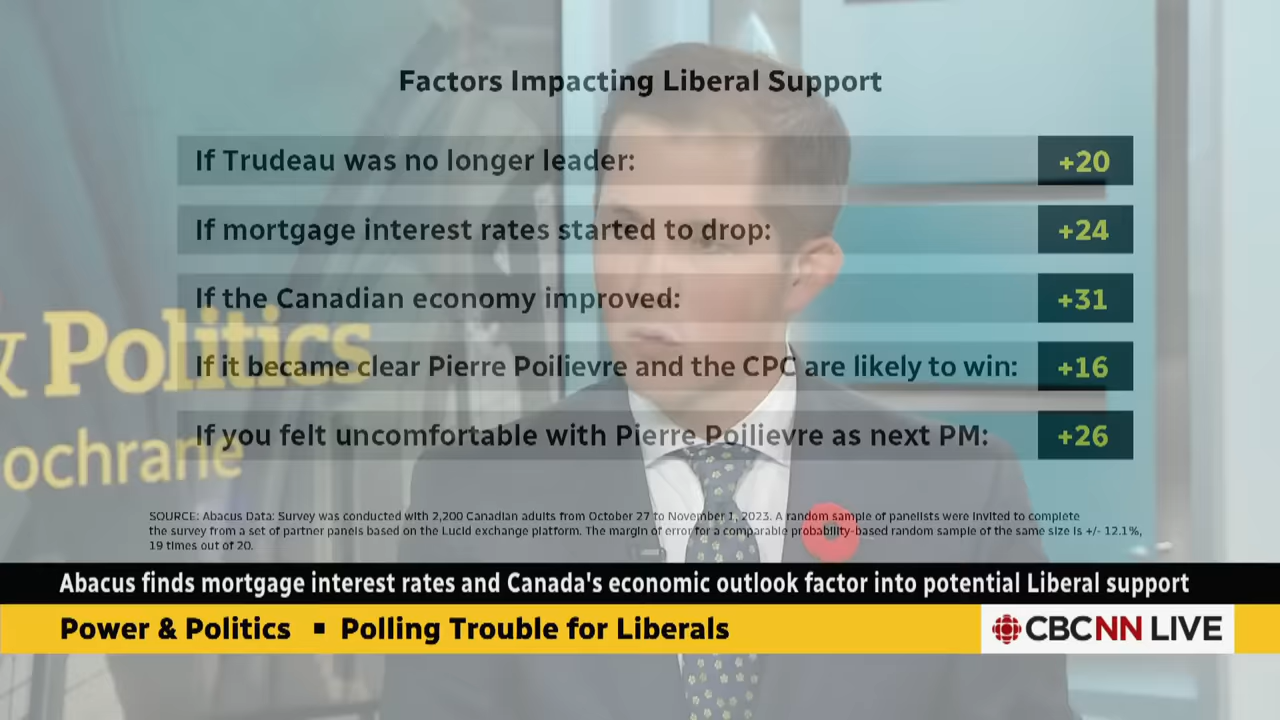 Factors Impacting Liberal Support
If Trudeau was no longer leader: +20
If mortgage interest rates started to drop: +24
If the Canadian economy improved: +31
If it became clear Pierre Poilievre and the CPC are likely to win: +16
If you felt uncomfortable with Pierre Poilievre as next PM: +26
& Politics
ochrane
SOURCE: Abacus Data: Survey was conducted with 2,200 Canadian adults from October 27 to November 1, 2023. A random sample of panelists were invited to complete
the survey from a set of partner panels based on the Lucid exchange platform. The margin of error for a comparable probability-based random sample of the same size is +/- 12.1%,
19 times out of 20.
Abacus finds mortgage interest rates and Canada's economic outlook factor into potential Liberal support
Power & Politics ▪ Polling Trouble for Liberals
CBCNN LIVE